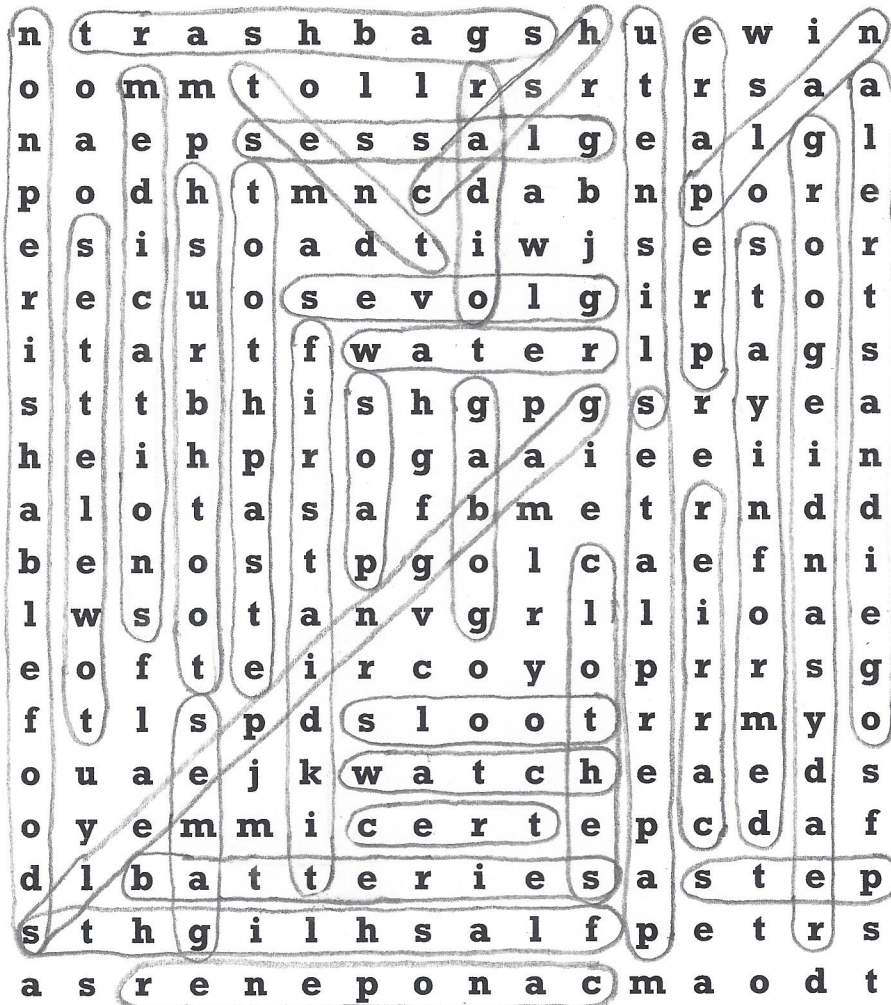 n t r a s h b a g s h u e w i n
o o m m t o l l r s r t r s a a
n a e p s e s s a l g e a l g l
p o d h t m n c d a b n p o r e
e s i s o a d t i w j s e s o r
r e c u o s e v o l g i r t o t
i t a r t f w a t e r l p a g s
s t t b h i s h g p g s r y e a
h e i h p r o g a a i e e i i n
a l o t a s a f b m e t r n d d
b e n o s t p g o l c a e f n i
l w s o t a n v g r l l i o a e
e o f t e i r c o y o p r r s g
f t l s p d s l o o t r r m y o
o u a e j k w a t c h e a e d s
o y e m m i c e r t e p c d a f
d l b a t t e r i e s a s t e p
s t h g i l h s a l f p e t r s
a s r e n e p o n a c m a o d t